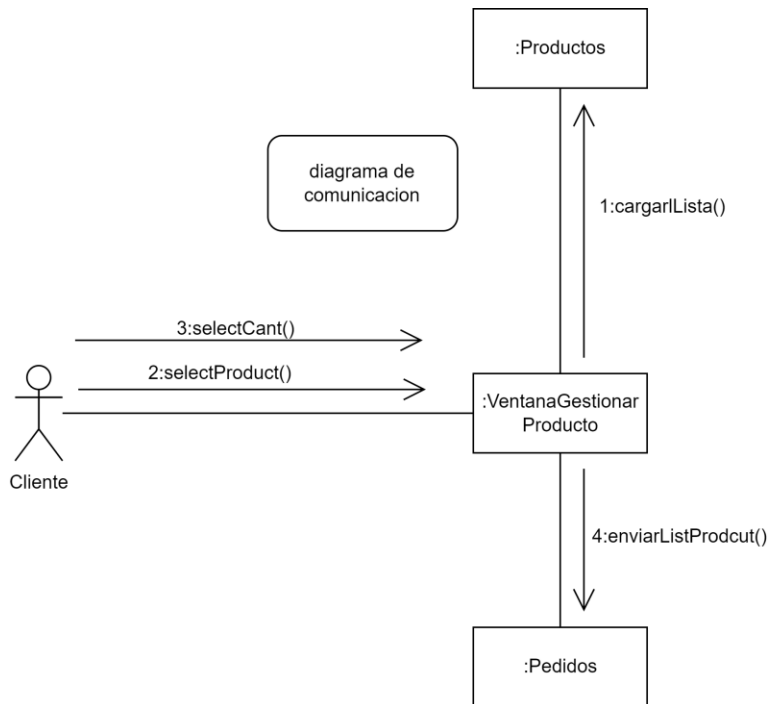 :Productos
diagrama de
comunicacion
1:cargarlLista()
3:selectCant()
2:selectProduct()
:VentanaGestionar
Producto
Cliente
4:enviarListProdcut()
:Pedidos